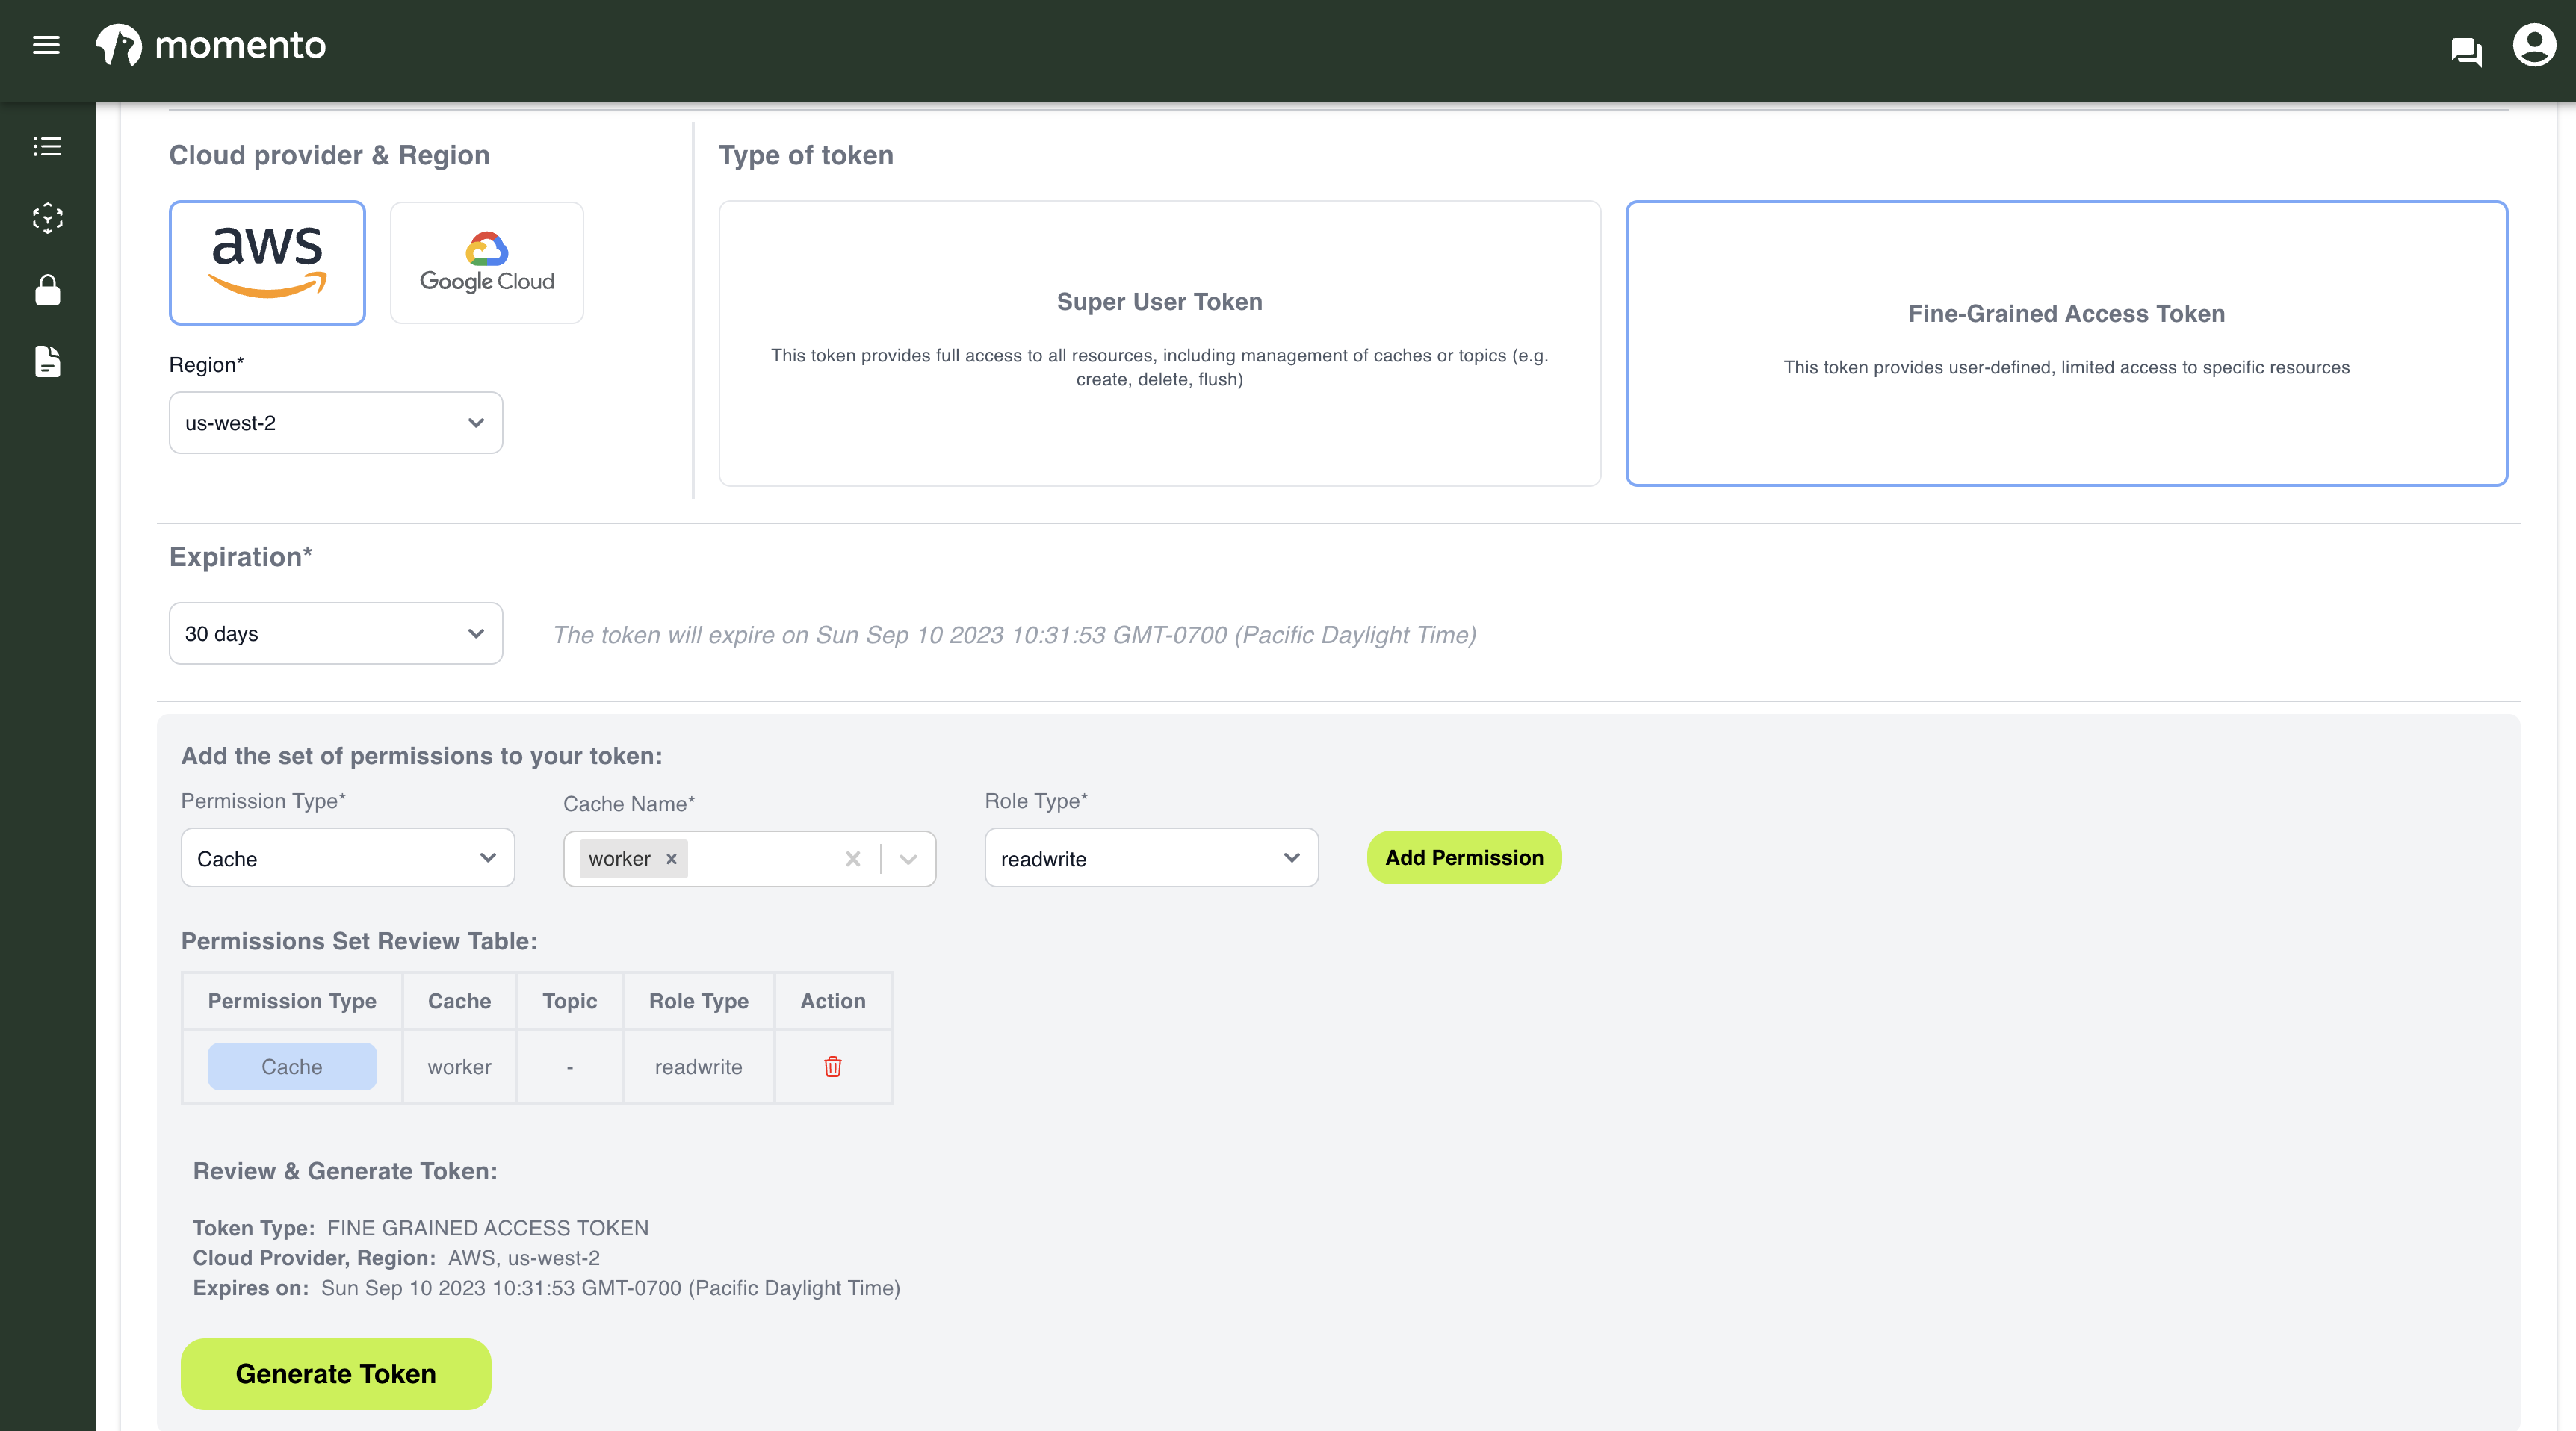 momento
Cloud provider & Region
Type of token
aws
Google Cloud
Super User Token
This token provides full access to all resources, including management of caches or topics (e.g.
create, delete, flush)
Fine-Grained Access Token
This token provides user-defined, limited access to specific resources
Region*
us-west-2
Expiration*
30 days
The token will expire on Sun Sep 10 2023 10:31:53 GMT-0700 (Pacific Daylight Time)
Add the set of permissions to your token:
Permission Type*
Cache Name*
Role Type*
Cache
worker
readwrite
Add Permission
Permissions Set Review Table:
Permission Type Cache Topic Role Type Action
Cache worker - readwrite
Review & Generate Token:
Token Type: FINE GRAINED ACCESS TOKEN
Cloud Provider, Region: AWS, us-west-2
Expires on: Sun Sep 10 2023 10:31:53 GMT-0700 (Pacific Daylight Time)
Generate Token